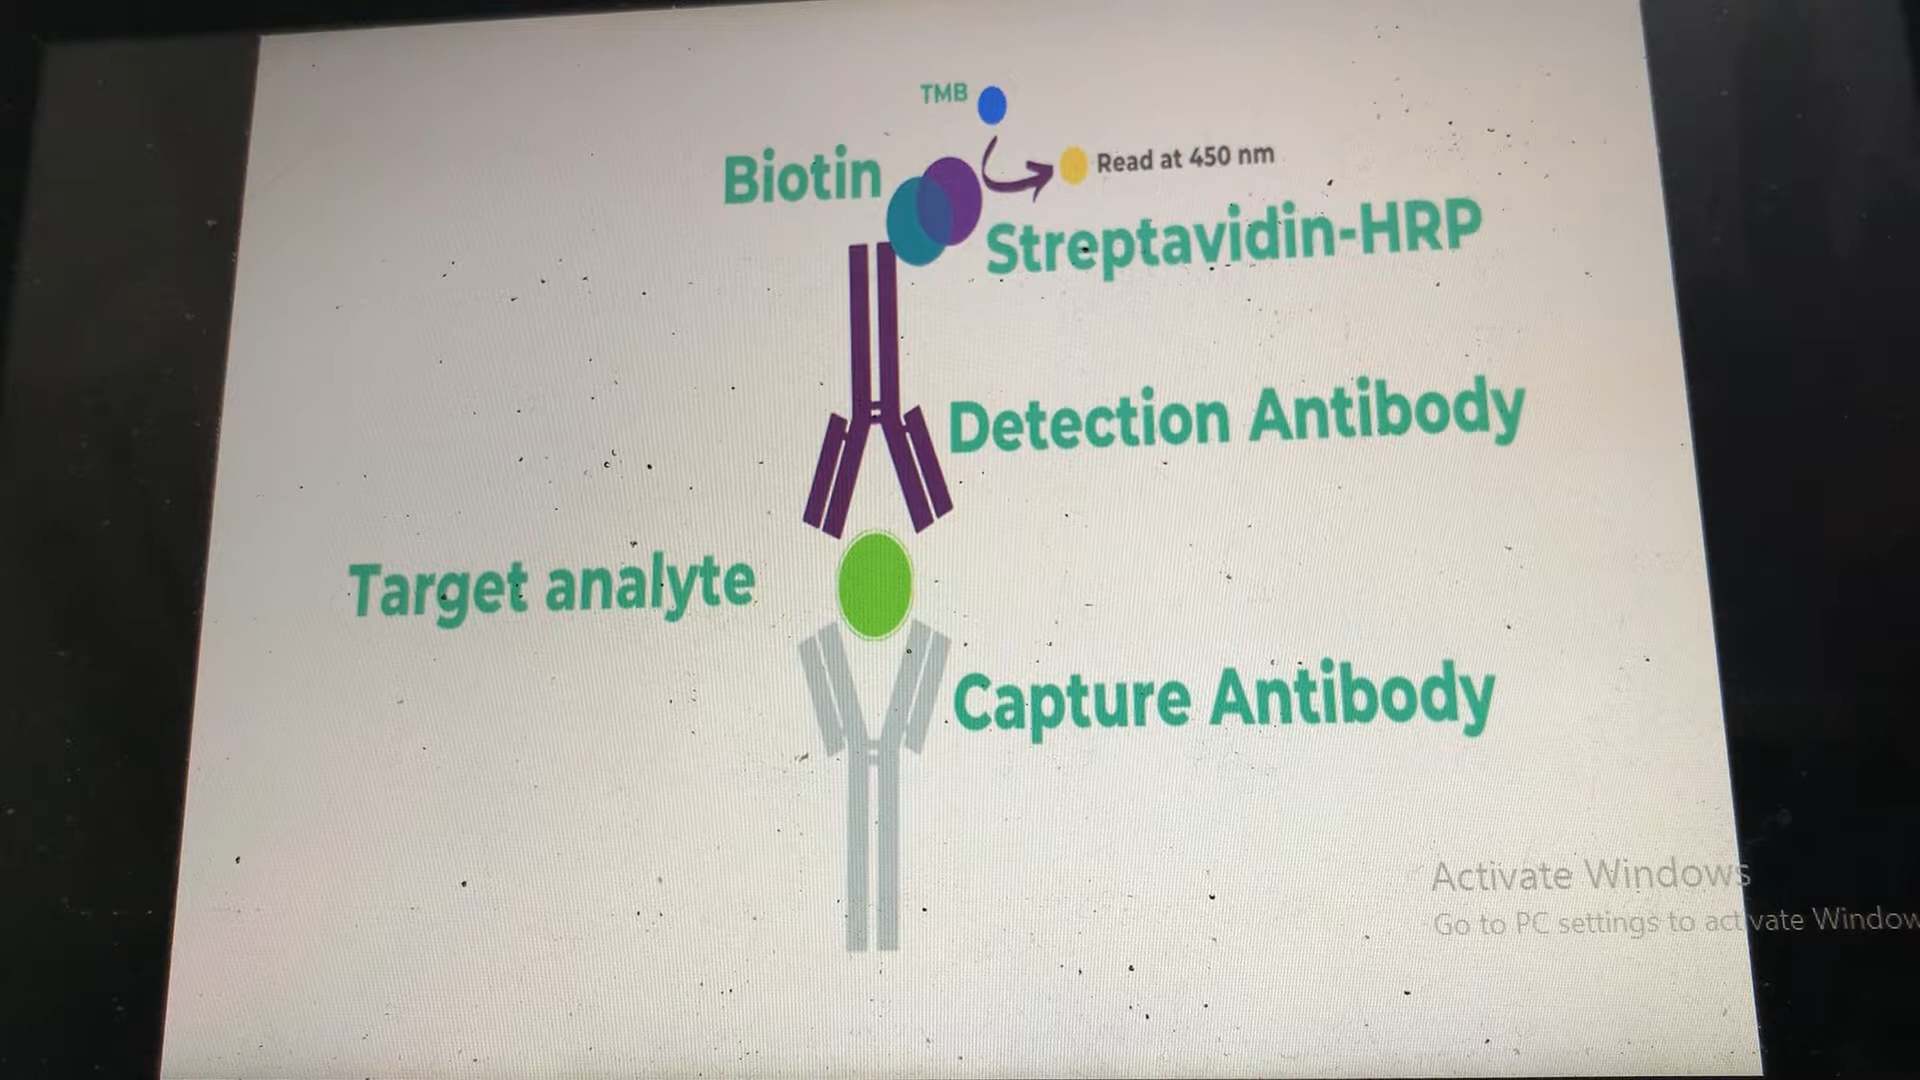 TMB
Biotin
Read at 450 nm
Streptavidin-HRP
Detection Antibody
Target analyte
Capture Antibody
Activate Windows
Go to PC settings to activate Window